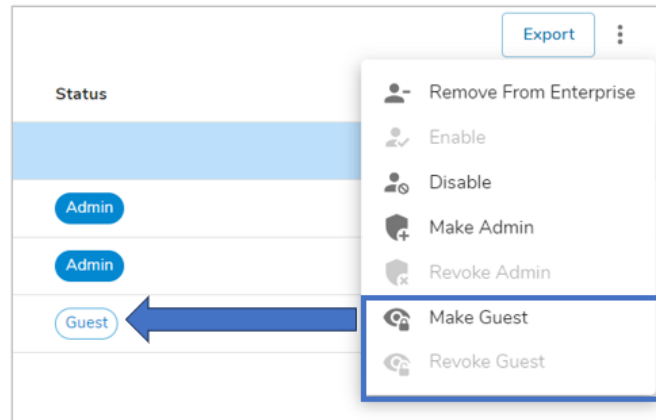 Export
Status
Remove From Enterprise
Enable
Disable
Admin
Make Admin
Admin
Revoke Admin
Guest
Make Guest
Revoke Guest